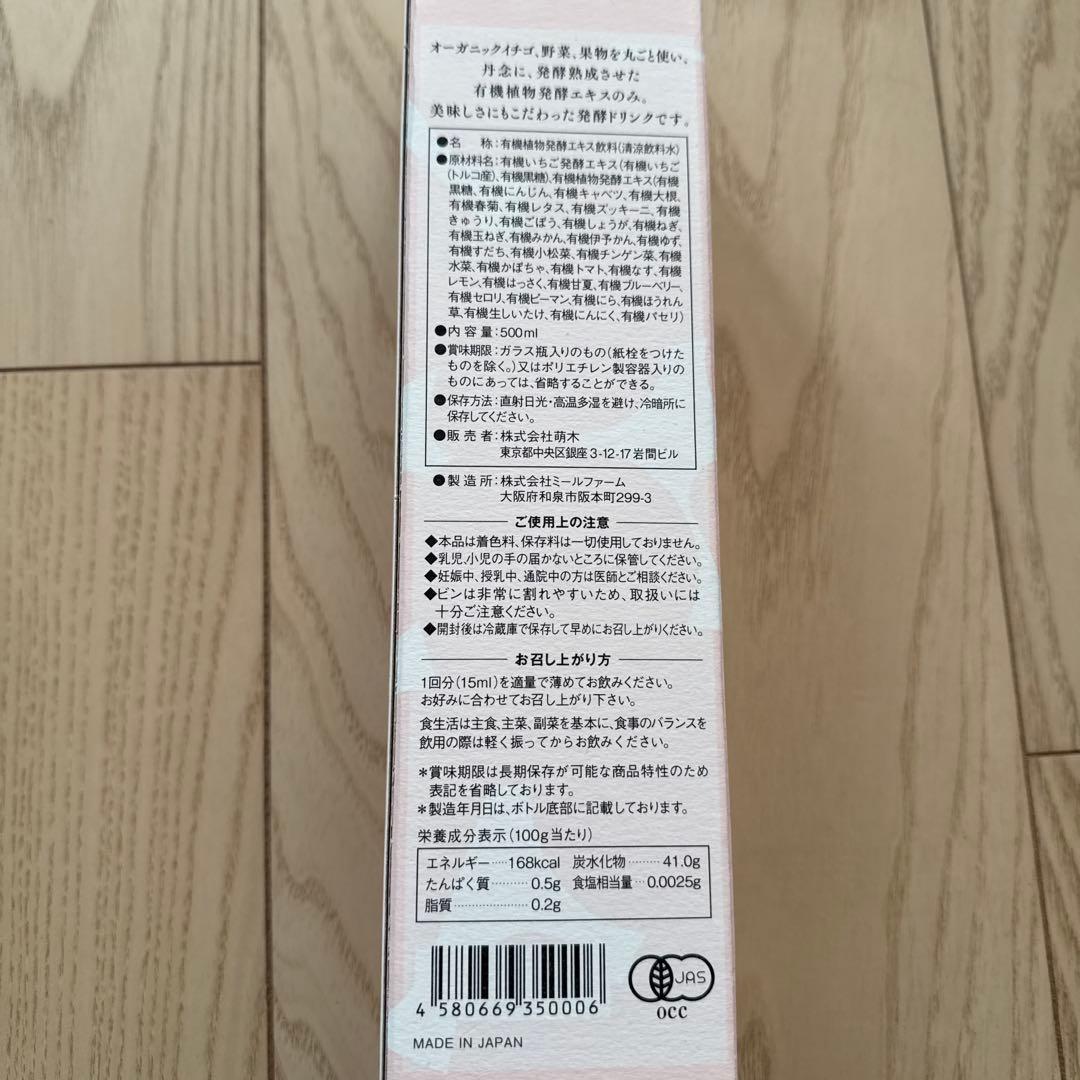 オーガニックイチゴ、野菜、果物を丸ごと使い。
丹念に、発酵熟成させた
有機植物発酵エキスのみ。
美味しさにもこだわった発酵ドリンクです。
●名　称:有機植物発酵エキス飲料(清涼飲料水)
●原材料名:有機いちご発酵エキス(有機いちご
(トルコ産)、有機黒糖)、有機植物発酵エキス(有機
黒糖、有機にんじん、有機キャベツ、有機大根、
有機春菊、有機レタス、有機ズッキーニ、有機
きゅうり、有機ごぼう、有機しょうが、有機ねぎ、
有機玉ねぎ、有機みかん、有機伊予かん、有機ゆず、
有機すだち、有機小松菜、有機チンゲン菜、有機
水菜、有機かぼちゃ、有機トマト、有機なす、有機
レモン、有機はっさく、有機甘夏、有機ブルーベリー、
有機セロリ、有機ピーマン、有機にら、有機ほうれん
草、有機生しいたけ、有機にんにく、有機パセリ)
●内容量:500ml
●賞味期限:ガラス瓶入りのもの(紙栓をつけた
ものを除く。)又はポリエチレン製容器入りの
ものにあっては、省略することができる。
●保存方法:直射日光・高温多湿を避け、冷暗所に
保存してください。
●販売者:株式会社萌木
東京都中央区銀座3-12-17岩間ビル
●製造所:株式会社ミールファーム
大阪府和泉市阪本町299-3
ご使用上の注意
◆本品は着色料、保存料は一切使用しておりません。
◆乳児、小児の手の届かないところに保管してください。
◆妊娠中、授乳中、通院中の方は医師とご相談ください。
◆ビンは非常に割れやすいため、取扱いには
十分ご注意ください。
◆開封後は冷蔵庫で保存して早めにお召し上がりください。
お召し上がり方
1回分(15ml)を適量で薄めてお飲みください。
お好みに合わせてお召し上がり下さい。
食生活は主食、主菜、副菜を基本に、食事のバランスを
飲用の際は軽く振ってからお飲みください。
＊賞味期限は長期保存が可能な商品特性のため
表記を省略しております。
＊製造年月日は、ボトル底部に記載しております。
栄養成分表示(100g当たり)
エネルギー‥‥168kcal 炭水化物‥‥‥‥41.0g
たんぱく質‥‥‥‥0.5g 食塩相当量‥0.0025g
脂質‥‥‥‥‥‥0.2g
4 580669 350006
JAS
OCC
MADE IN JAPAN